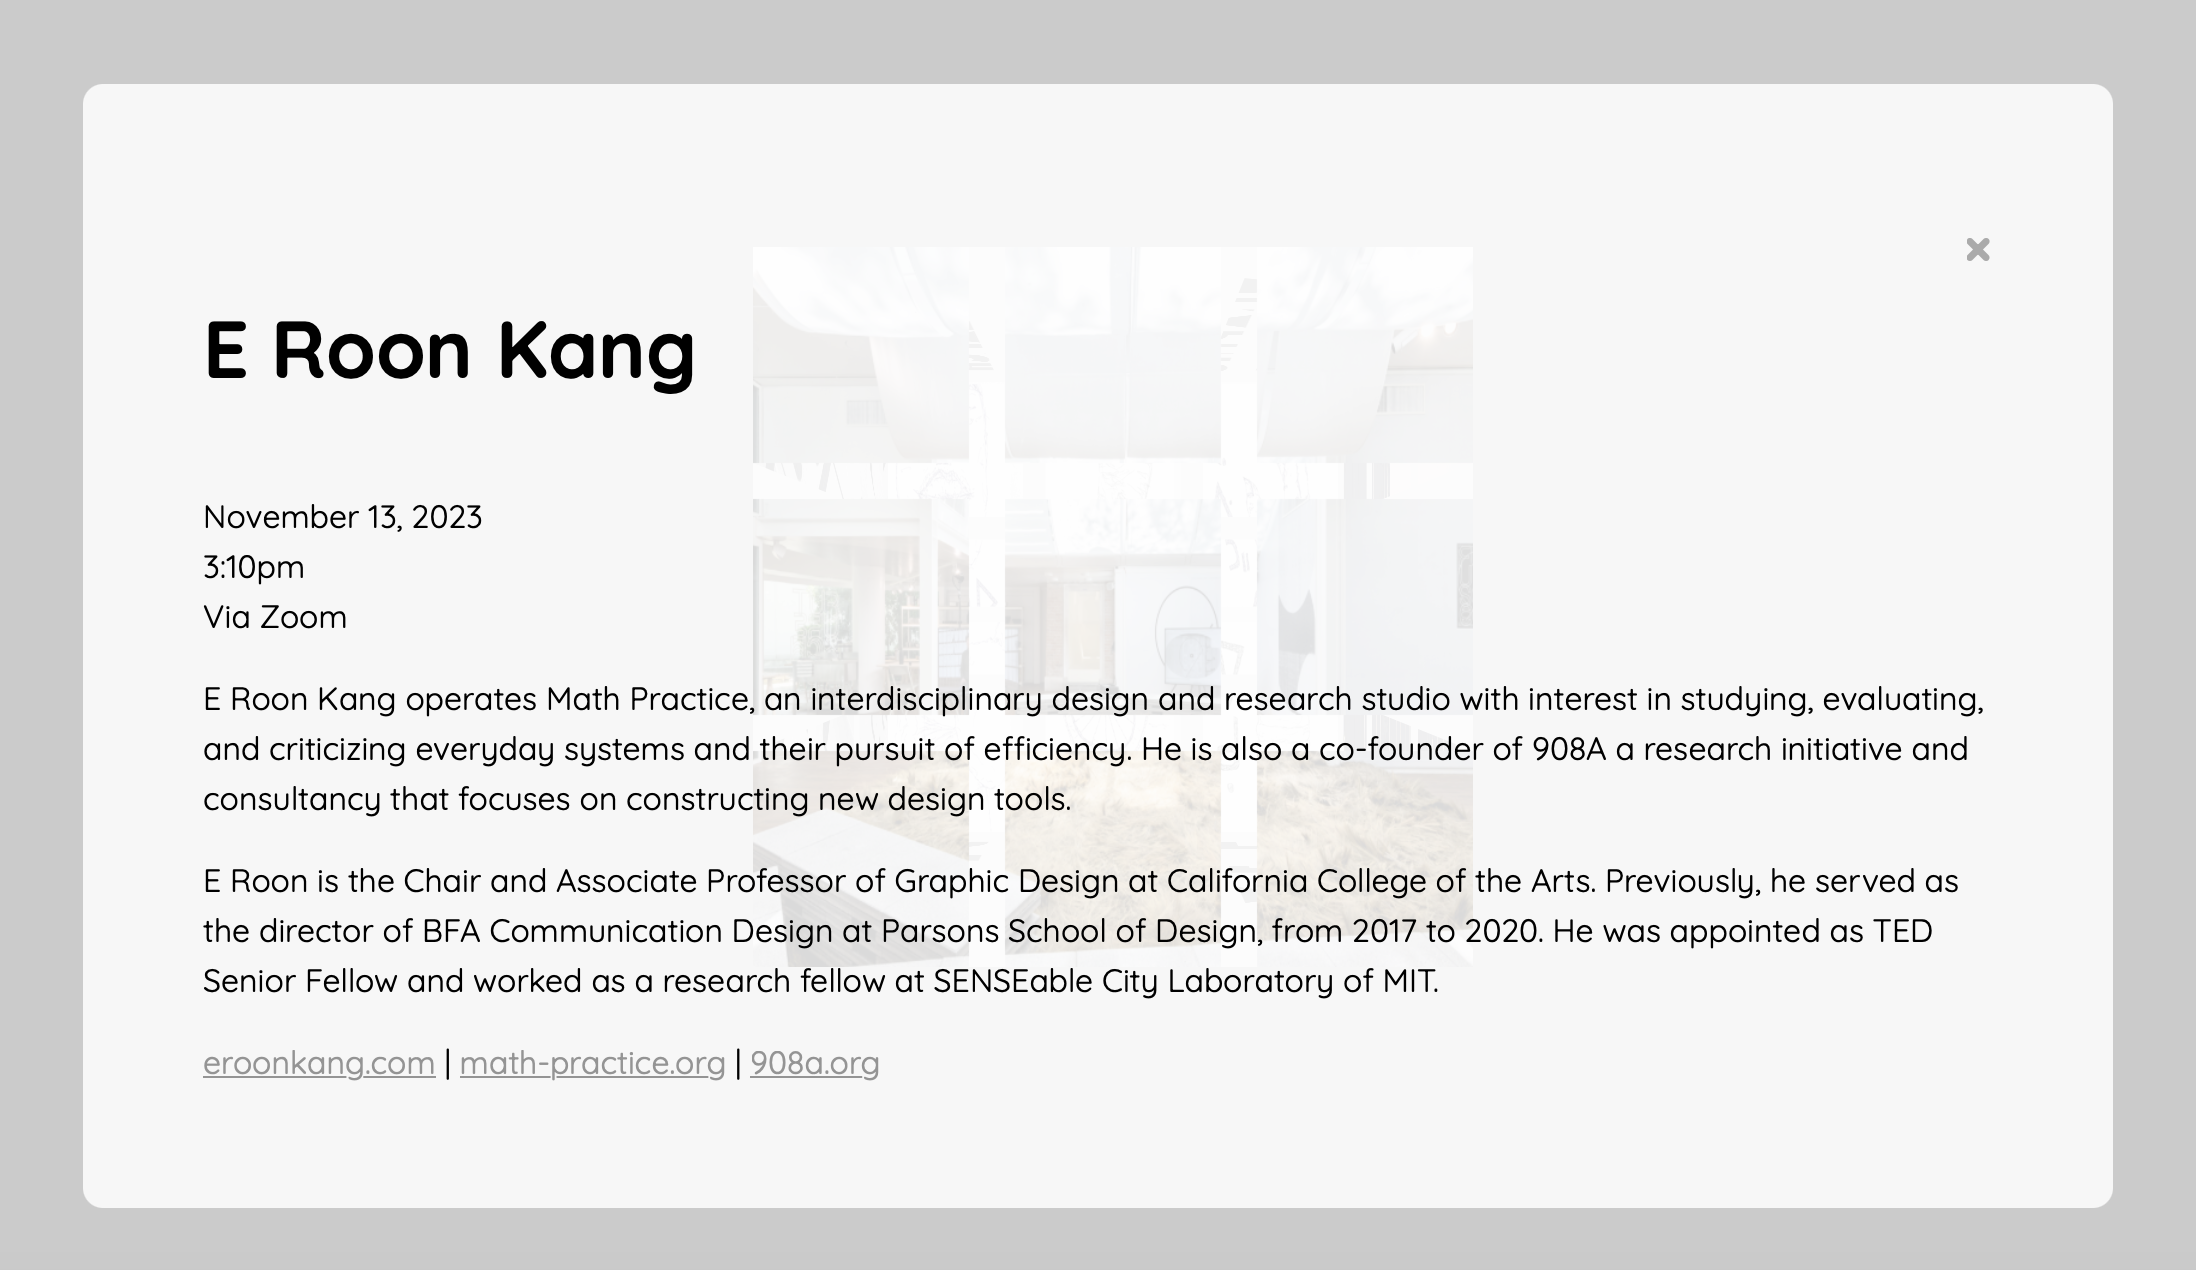 E Roon Kang
November 13, 2023
3:10pm
Via Zoom
E Roon Kang operates Math Practice, an interdisciplinary design and research studio with interest in studying, evaluating,
and criticizing everyday systems and their pursuit of efficiency. He is also a co-founder of 908A a research initiative and
consultancy that focuses on constructing new design tools.
E Roon is the Chair and Associate Professor of Graphic Design at California College of the Arts. Previously, he served as
the director of BFA Communication Design at Parsons School of Design, from 2017 to 2020. He was appointed as TED
Senior Fellow and worked as a research fellow at SENSEable City Laboratory of MIT.
eroonkang.com | math-practice.org | 908a.org